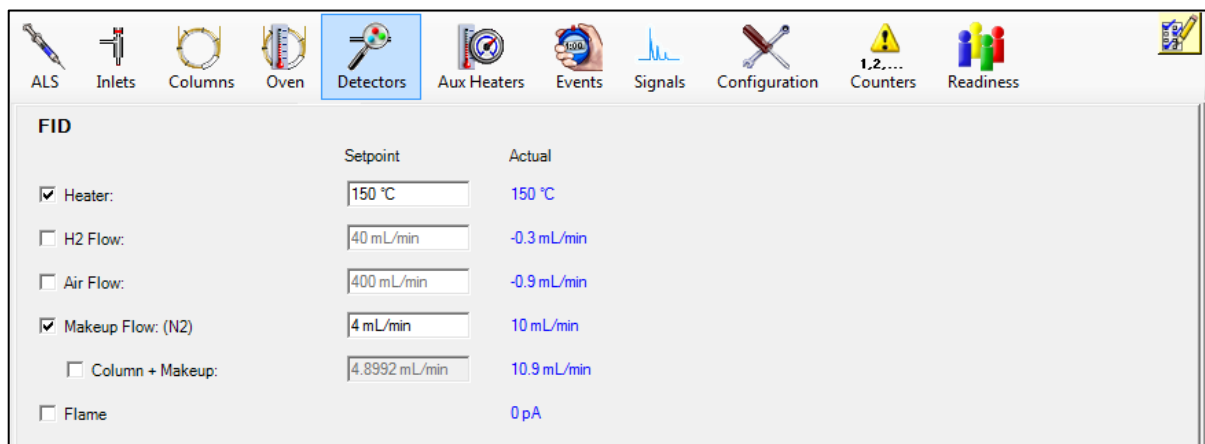 ALS Inlets Columns Oven Detectors Aux Heaters Events Signals Configuration Counters Readiness
1:00
1,2,...
FID
Setpoint Actual
Heater: 150 °C 150 °C
H2 Flow: 40 mL/min -0.3 mL/min
Air Flow: 400 mL/min -0.9 mL/min
Makeup Flow: (N2) 4 mL/min 10 mL/min
Column + Makeup: 4.8992 mL/min 10.9 mL/min
Flame 0 pA